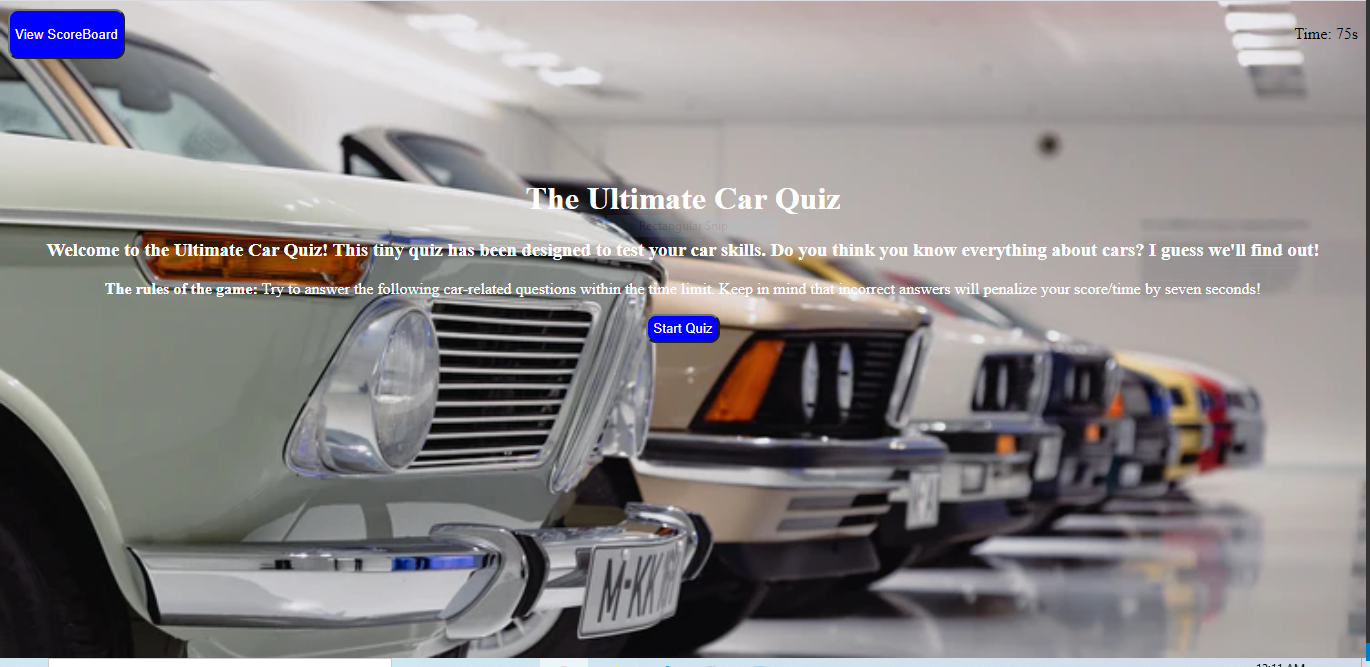 View ScoreBoard
Time: 75s
The Ultimate Car Quiz
Rectangular Snip
Welcome to the Ultimate Car Quiz! This tiny quiz has been designed to test your car skills. Do you think you know everything about cars? I guess we'll find out!
The rules of the game: Try to answer the following car-related questions within the time limit. Keep in mind that incorrect answers will penalize your score/time by seven seconds!
Start Quiz